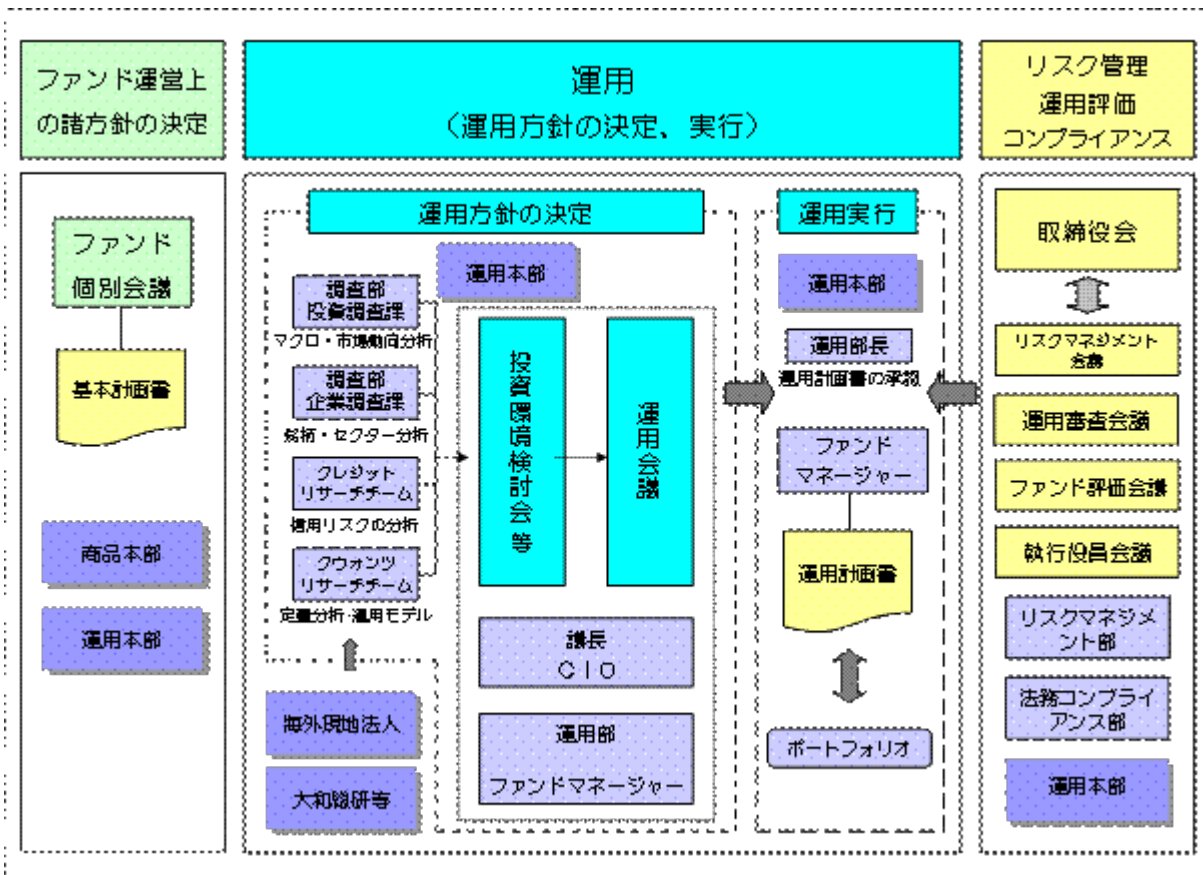 ファンド運営上
の諸方針の決定
運用
(運用方針の決定、実行)
リスク管理
運用評価
コンプライアンス
ファンド
個別会議
基本計画書
商品本部
運用本部
運用方針の決定
運用本部
調査部
投資調査課
マクロ・市場動向分析
調査部
企業調査課
銘柄・セクター分析
クレジット
リサーチチーム
信用リスクの分析
クウォンツ
リサーチチーム
定量分析・運用モデル
海外現地法人
大和総研等
投資環境検討会等
運用会議
議長
CIO
運用部
ファンドマネージャー
運用実行
運用本部
運用部長
運用計画書の承認
ファンド
マネージャー
運用計画書
ポートフォリオ
取締役会
リスクマネジメント
会議
運用審査会議
ファンド評価会議
執行役員会議
リスクマネジメ
ント部
法務コンプライ
アンス部
運用本部